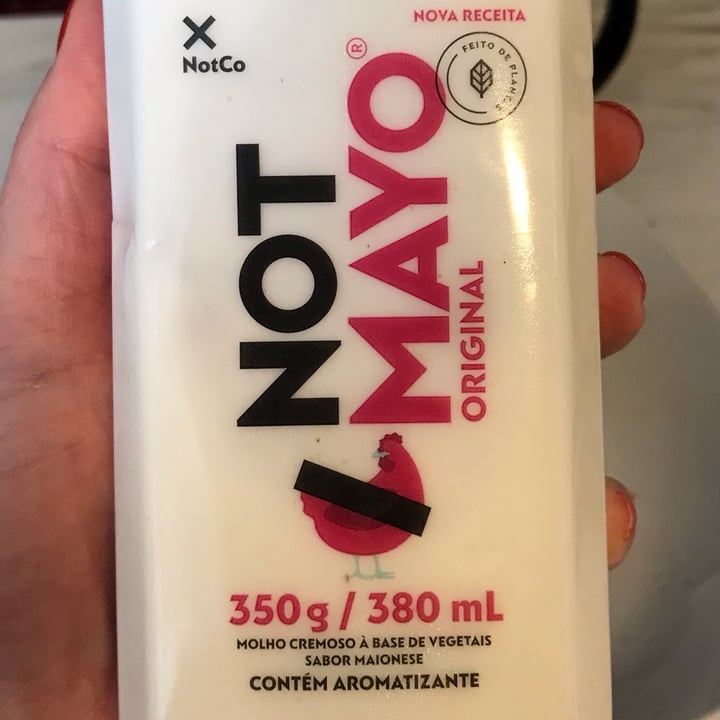 NOVA RECEITA
NotCo
FEITO DE PLANTAS
NOT
MAYO®
ORIGINAL
350 g / 380 mL
MOLHO CREMOSO À BASE DE VEGETAIS
SABOR MAIONESE
CONTÉM AROMATIZANTE